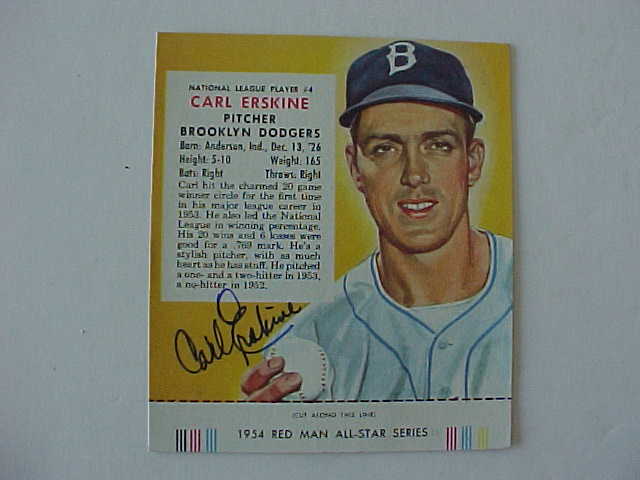 B
NATIONAL LEAGUE PLAYER #4
CARL ERSKINE
PITCHER
BROOKLYN DODGERS
Born: Anderson, Ind., Dec. 13, '26
Height: 5-10 Weight: 165
Bats: Right Throws: Right
Carl hit the charmed 20 game
winner circle for the first time
in his major league career in
1953. He also led the National
League in winning percentage.
His 20 wins and 6 losses were
good for a .769 mark. He's a
stylish pitcher, with as much
heart as he has stuff. He pitched
a one- and a two-hitter in 1953,
a no-hitter in 1952.
Carl Erskine
(CUT ALONG THIS LINE)
1954 RED MAN ALL-STAR SERIES